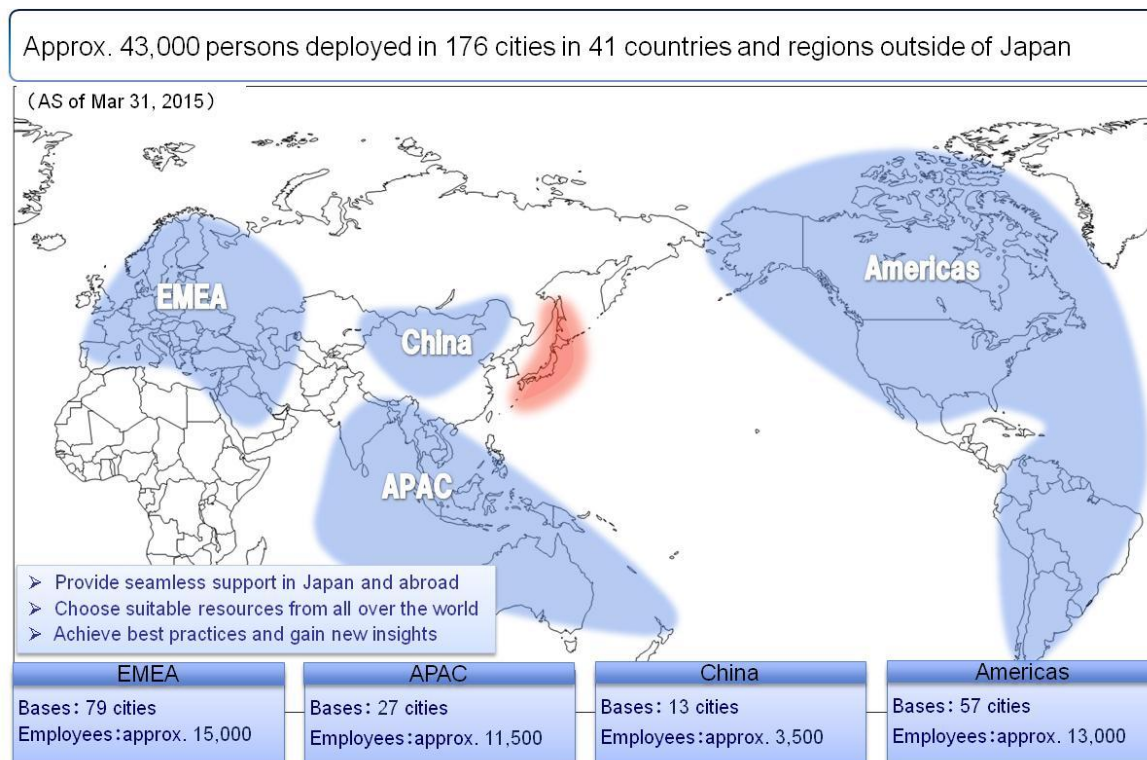 Approx. 43,000 persons deployed in 176 cities in 41 countries and regions outside of Japan
(AS of Mar 31, 2015)
EMEA
China
Americas
APAC
➢ Provide seamless support in Japan and abroad
➢ Choose suitable resources from all over the world
➢ Achieve best practices and gain new insights
EMEA
Bases: 79 cities
Employees:approx. 15,000
APAC
Bases: 27 cities
Employees:approx. 11,500
China
Bases: 13 cities
Employees:approx. 3,500
Americas
Bases: 57 cities
Employees:approx. 13,000